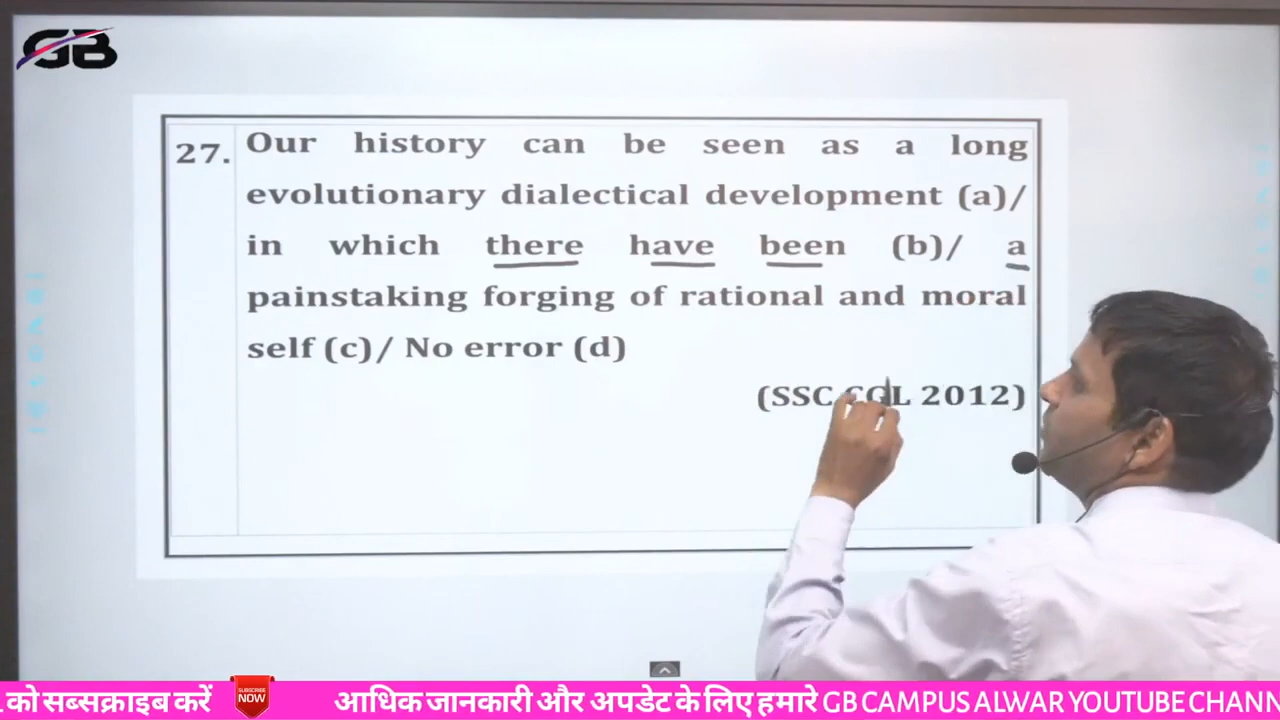 GB
27. Our history can be seen as a long
evolutionary dialectical development (a)/
in which there have been (b)/ a
painstaking forging of rational and moral
self (c)/ No error (d)
(SSC CGL 2012)
को सब्सक्राइब करें SUBSCRIBE NOW आधिक जानकारी और अपडेट के लिए हमारे GB CAMPUS ALWAR YOUTUBE CHANN